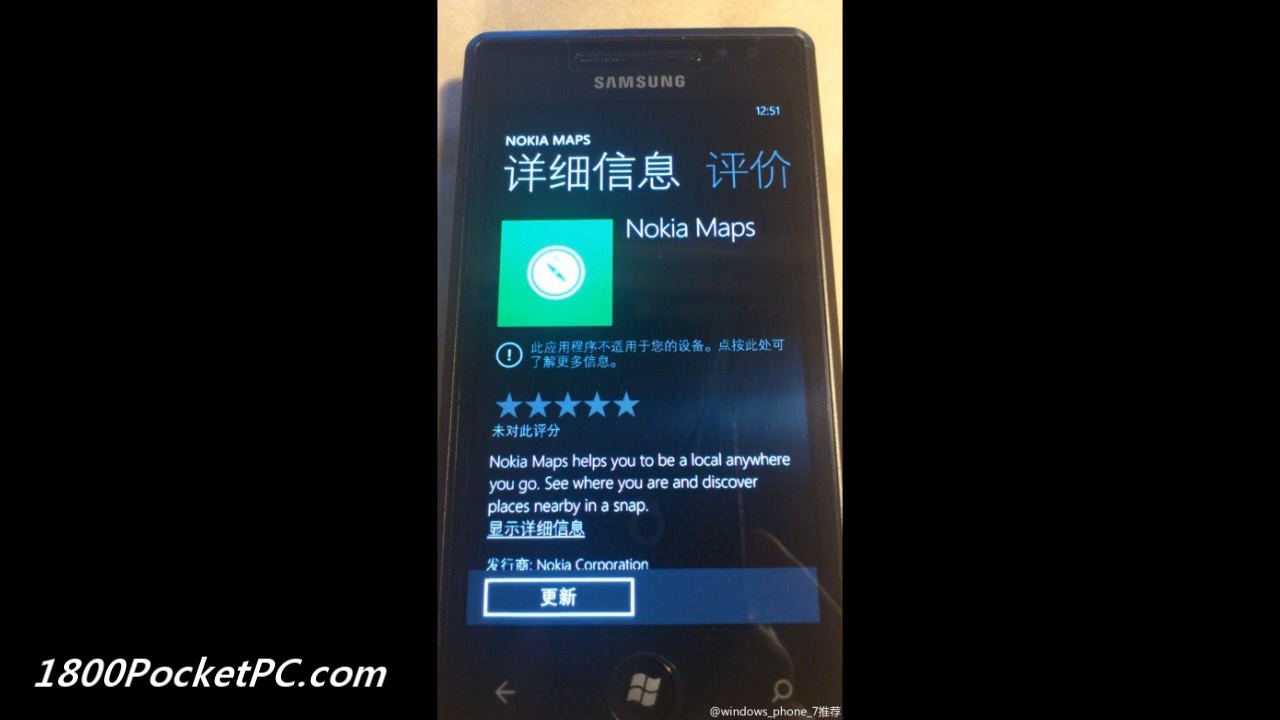 SAMSUNG
12:51
NOKIA MAPS
详细信息 评价
Nokia Maps
此应用程序不适用于您的设备。点按此处可
了解更多信息。
未对此评分
Nokia Maps helps you to be a local anywhere
you go. See where you are and discover
places nearby in a snap.
显示详细信息
发行商: Nokia Corporation
更新
1800PocketPC.com
@windows_phone_7推荐